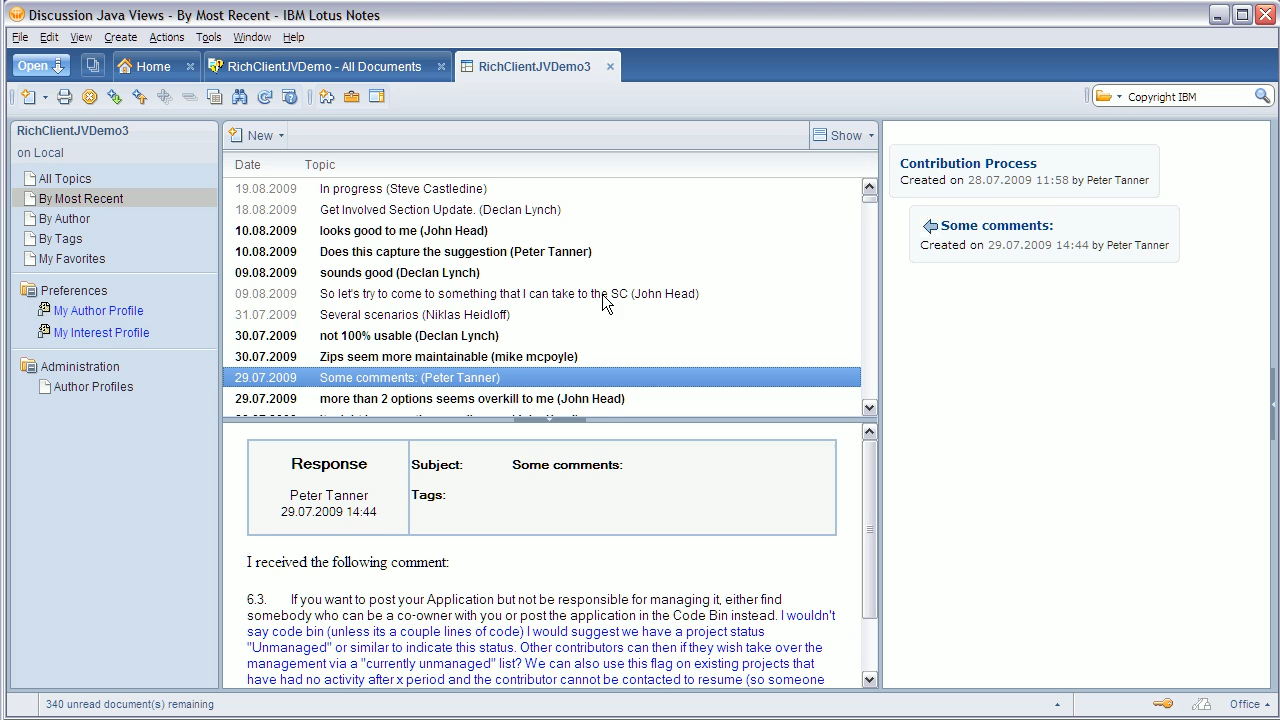 Discussion Java Views - By Most Recent - IBM Lotus Notes
File Edit View Create Actions Tools Window Help
Open Home RichClientJVDemo - All Documents RichClientJVDemo3
Copyright IBM
RichClientJVDemo3
on Local
All Topics
By Most Recent
By Author
By Tags
My Favorites
Preferences
My Author Profile
My Interest Profile
Administration
Author Profiles
New Show
Date Topic
19.08.2009 In progress (Steve Castledine)
18.08.2009 Get Involved Section Update. (Declan Lynch)
10.08.2009 looks good to me (John Head)
10.08.2009 Does this capture the suggestion (Peter Tanner)
09.08.2009 sounds good (Declan Lynch)
09.08.2009 So let's try to come to something that I can take to the SC (John Head)
31.07.2009 Several scenarios (Niklas Heidloff)
30.07.2009 not 100% usable (Declan Lynch)
30.07.2009 Zips seem more maintainable (mike mcpoyle)
29.07.2009 Some comments: (Peter Tanner)
29.07.2009 more than 2 options seems overkill to me (John Head)
Response
Peter Tanner
29.07.2009 14:44
Subject: Some comments:
Tags:
I received the following comment:
6.3. If you want to post your Application but not be responsible for managing it, either find
somebody who can be a co-owner with you or post the application in the Code Bin instead. I wouldn't
say code bin (unless its a couple lines of code) I would suggest we have a project status
"Unmanaged" or similar to indicate this status. Other contributors can then if they wish take over the
management via a "currently unmanaged" list? We can also use this flag on existing projects that
have had no activity after x period and the contributor cannot be contacted to resume (so someone
Contribution Process
Created on 28.07.2009 11:58 by Peter Tanner
Some comments:
Created on 29.07.2009 14:44 by Peter Tanner
340 unread document(s) remaining
Office